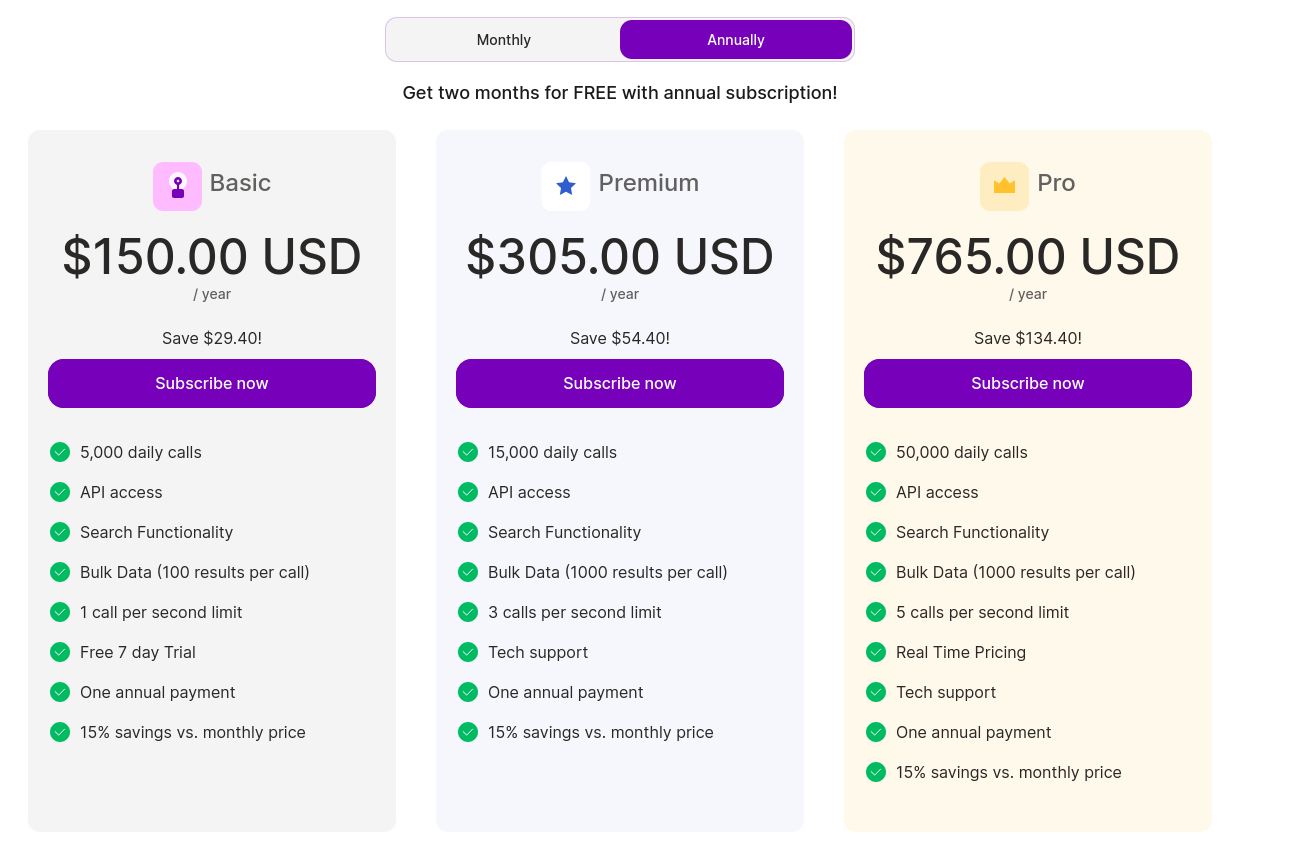 Monthly
Annually
Get two months for FREE with annual subscription!
Basic
$150.00 USD
/ year
Save $29.40!
Subscribe now
5,000 daily calls
API access
Search Functionality
Bulk Data (100 results per call)
1 call per second limit
Free 7 day Trial
One annual payment
15% savings vs. monthly price
Premium
$305.00 USD
/ year
Save $54.40!
Subscribe now
15,000 daily calls
API access
Search Functionality
Bulk Data (1000 results per call)
3 calls per second limit
Tech support
One annual payment
15% savings vs. monthly price
Pro
$765.00 USD
/ year
Save $134.40!
Subscribe now
50,000 daily calls
API access
Search Functionality
Bulk Data (1000 results per call)
5 calls per second limit
Real Time Pricing
Tech support
One annual payment
15% savings vs. monthly price